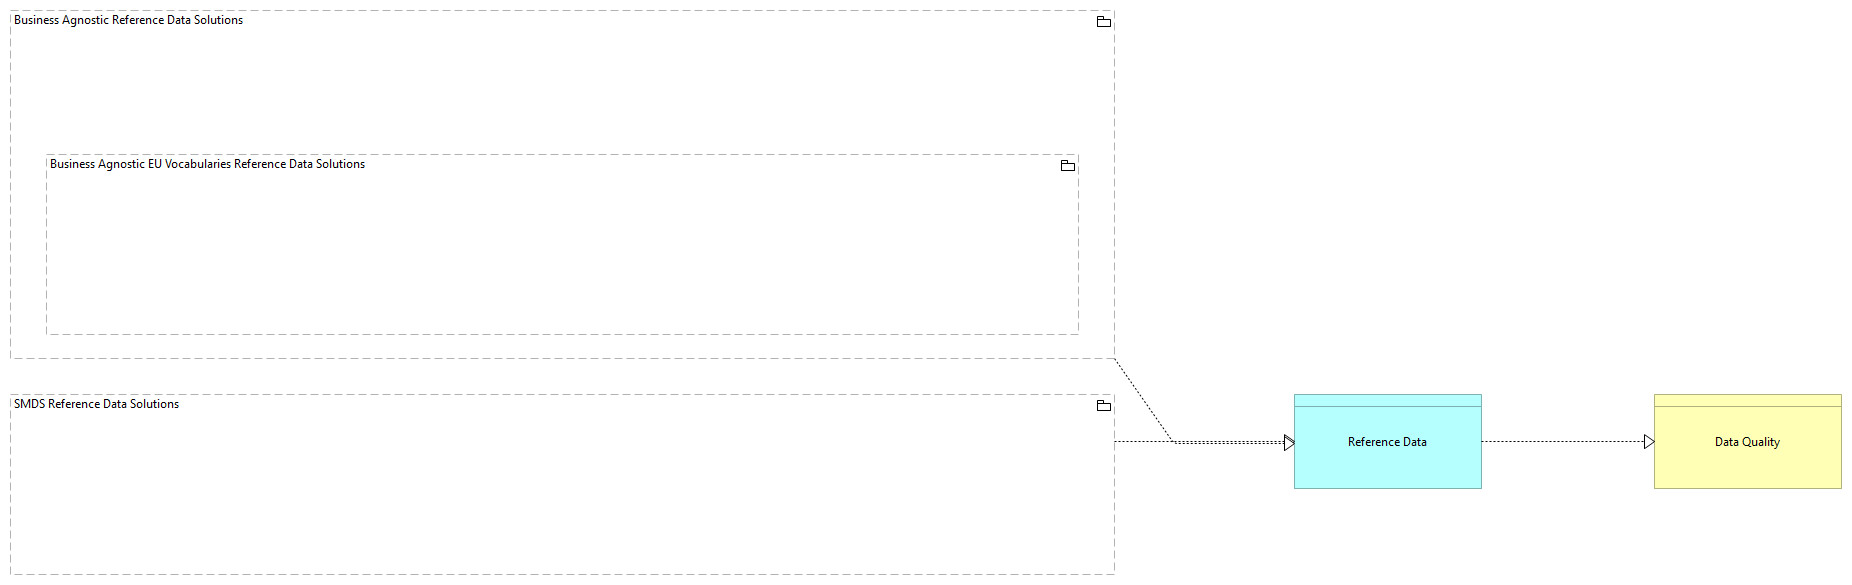 Business Agnostic Reference Data Solutions
Business Agnostic EU Vocabularies Reference Data Solutions
SMDS Reference Data Solutions
Reference Data
Data Quality